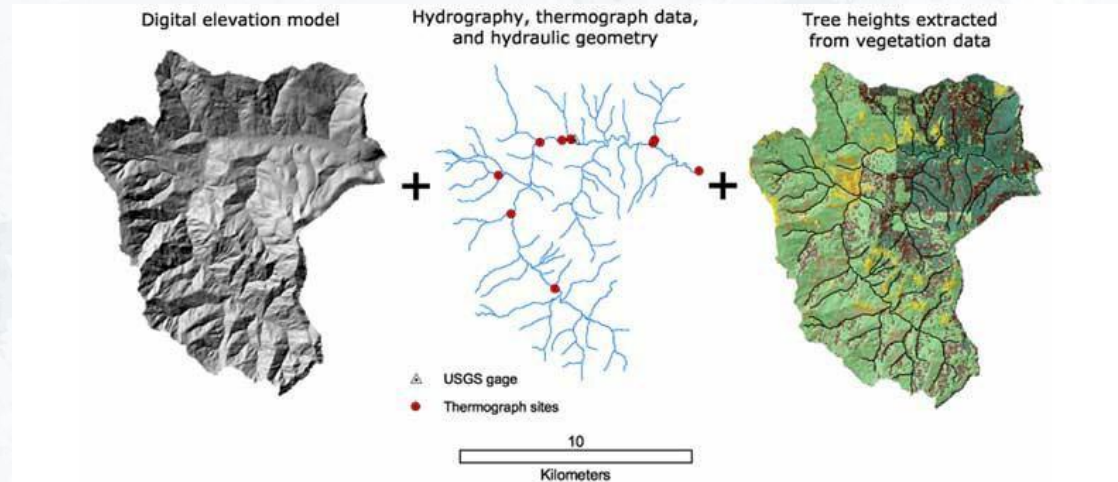 Digital elevation model
Hydrography, thermograph data,
and hydraulic geometry
Tree heights extracted
from vegetation data
+
+
USGS gage
Thermograph sites
10
Kilometers